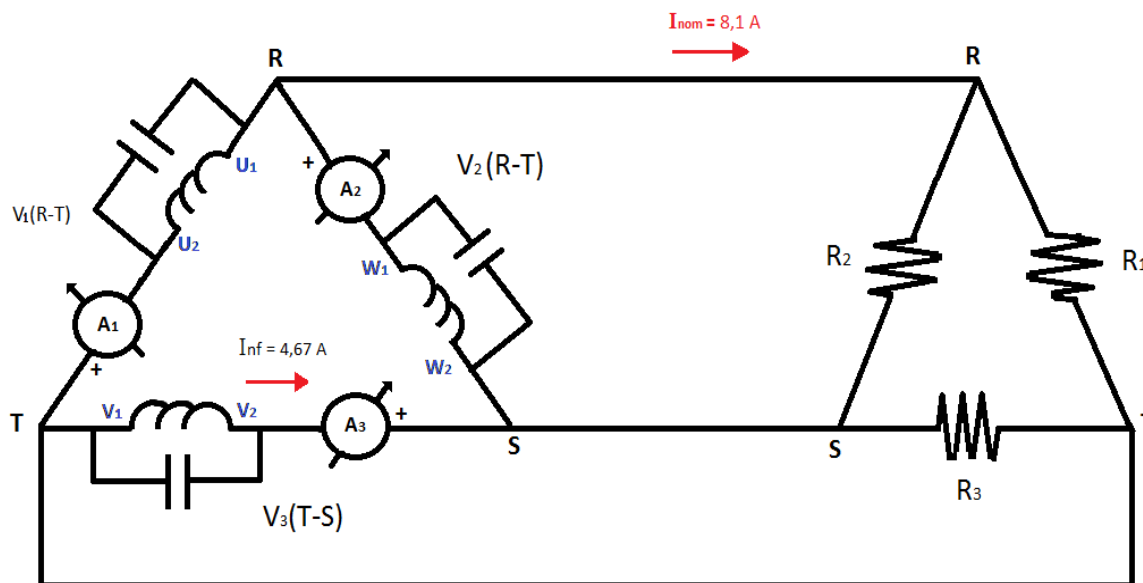 Inom = 8,1 A
R
R
U1
+
A2
V2(R-T)
V1(R-T)
U2
W1
R2
R1
A1
+
Inf = 4,67 A
W2
T
V1
V2
A3
+
S
S
R3
V3(T-S)